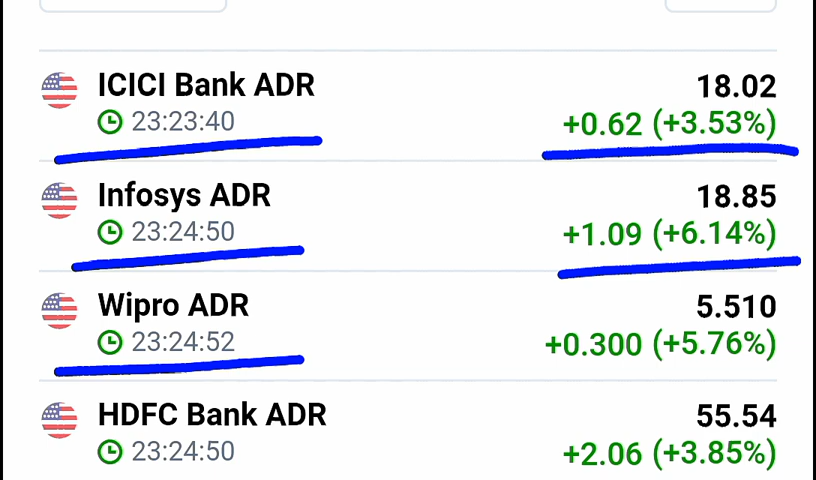 ICICI Bank ADR 18.02
23:23:40 +0.62 (+3.53%)
Infosys ADR 18.85
23:24:50 +1.09 (+6.14%)
Wipro ADR 5.510
23:24:52 +0.300 (+5.76%)
HDFC Bank ADR 55.54
23:24:50 +2.06 (+3.85%)